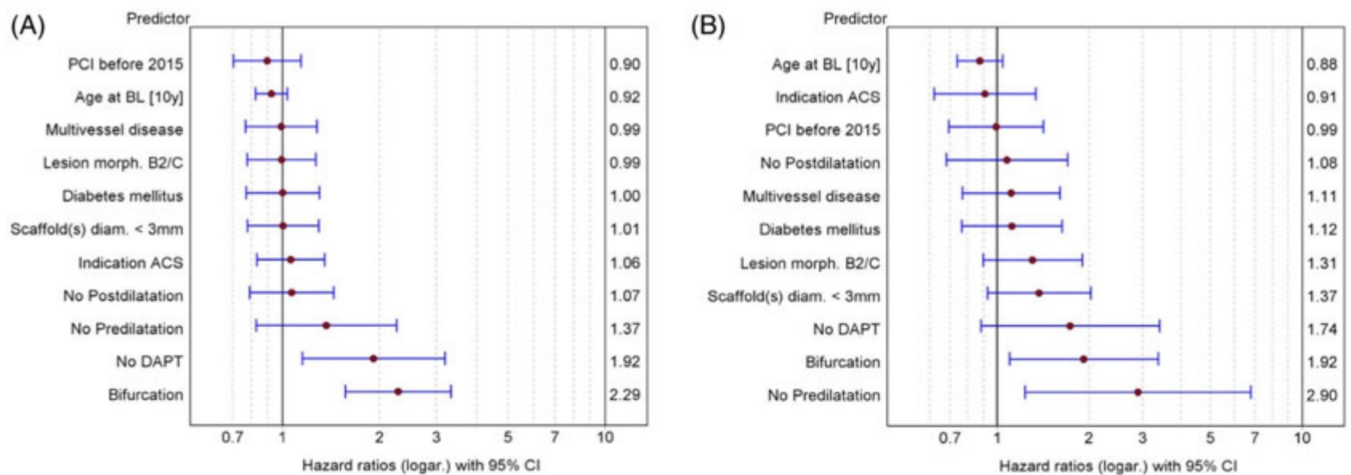 (A)
Predictor
PCI before 2015 0.90
Age at BL [10y] 0.92
Multivessel disease 0.99
Lesion morph. B2/C 0.99
Diabetes mellitus 1.00
Scaffold(s) diam. < 3mm 1.01
Indication ACS 1.06
No Postdilatation 1.07
No Predilatation 1.37
No DAPT 1.92
Bifurcation 2.29
0.7 1 2 3 5 7 10
Hazard ratios (logar.) with 95% CI
(B)
Predictor
Age at BL [10y] 0.88
Indication ACS 0.91
PCI before 2015 0.99
No Postdilatation 1.08
Multivessel disease 1.11
Diabetes mellitus 1.12
Lesion morph. B2/C 1.31
Scaffold(s) diam. < 3mm 1.37
No DAPT 1.74
Bifurcation 1.92
No Predilatation 2.90
0.7 1 2 3 5 7 10
Hazard ratios (logar.) with 95% CI